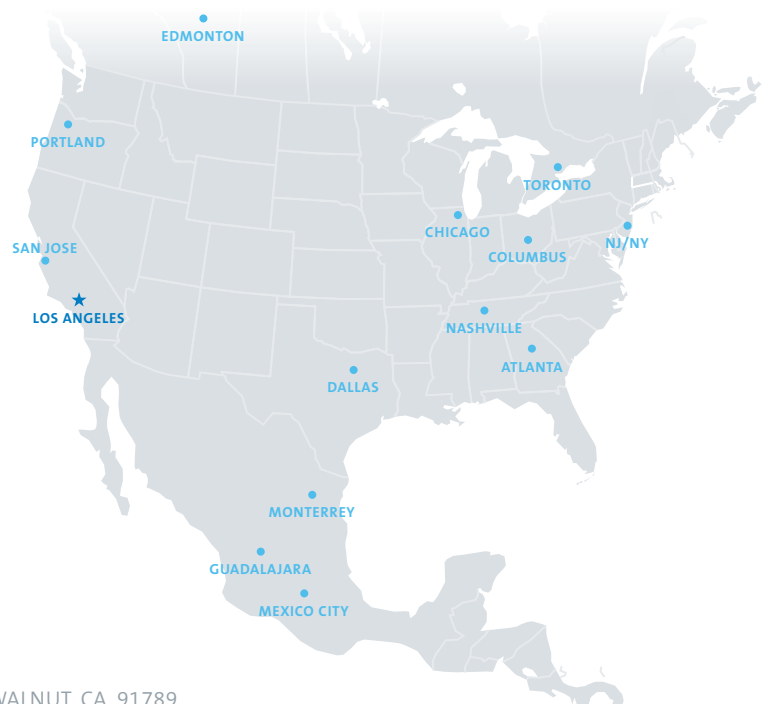 EDMONTON
PORTLAND
TORONTO
CHICAGO
NJ/NY
SAN JOSE
COLUMBUS
LOS ANGELES
NASHVILLE
ATLANTA
DALLAS
MONTERREY
GUADALAJARA
MEXICO CITY
WALNUT, CA 91789